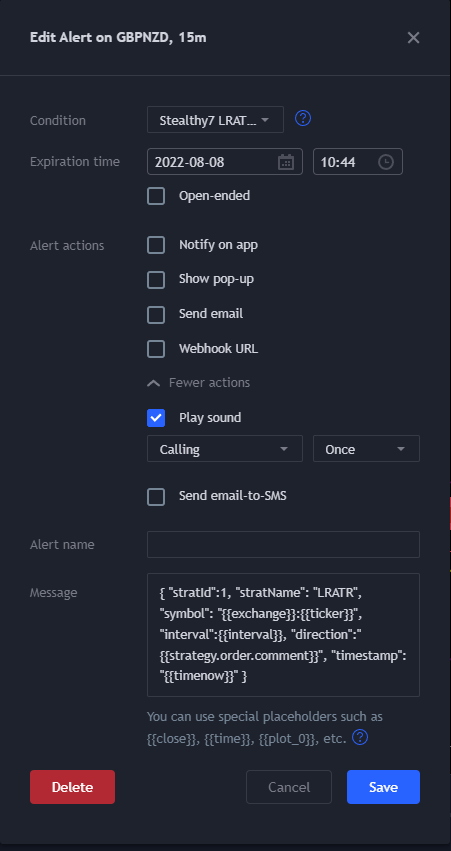 Edit Alert on GBPNZD, 15m
Condition
Stealthy7 LRAT...
Expiration time
2022-08-08
10:44
Open-ended
Alert actions
Notify on app
Show pop-up
Send email
Webhook URL
Fewer actions
Play sound
Calling
Once
Send email-to-SMS
Alert name
Message
{ "stratId":1, "stratName": "LRATR",
"symbol": "{{exchange}}:{{ticker}}",
"interval":{{interval}}, "direction":"
{{strategy.order.comment}}", "timestamp":
"{{timenow}}" }
You can use special placeholders such as
{{close}}, {{time}}, {{plot_0}}, etc.
Delete
Cancel
Save